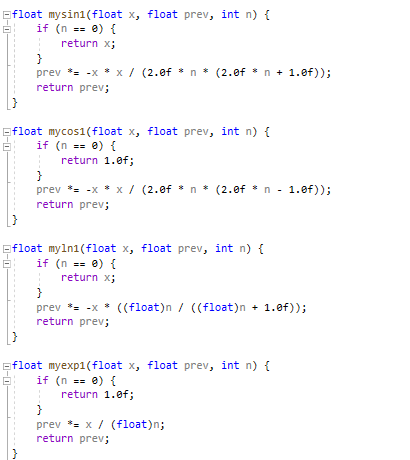 float mysin1(float x, float prev, int n) {
    if (n == 0) {
        return x;
    }
    prev *= -x * x / (2.0f * n * (2.0f * n + 1.0f));
    return prev;
}
float mycos1(float x, float prev, int n) {
    if (n == 0) {
        return 1.0f;
    }
    prev *= -x * x / (2.0f * n * (2.0f * n - 1.0f));
    return prev;
}
float myln1(float x, float prev, int n) {
    if (n == 0) {
        return x;
    }
    prev *= -x * ((float)n / ((float)n + 1.0f));
    return prev;
}
float myexp1(float x, float prev, int n) {
    if (n == 0) {
        return 1.0f;
    }
    prev *= x / (float)n;
    return prev;
}